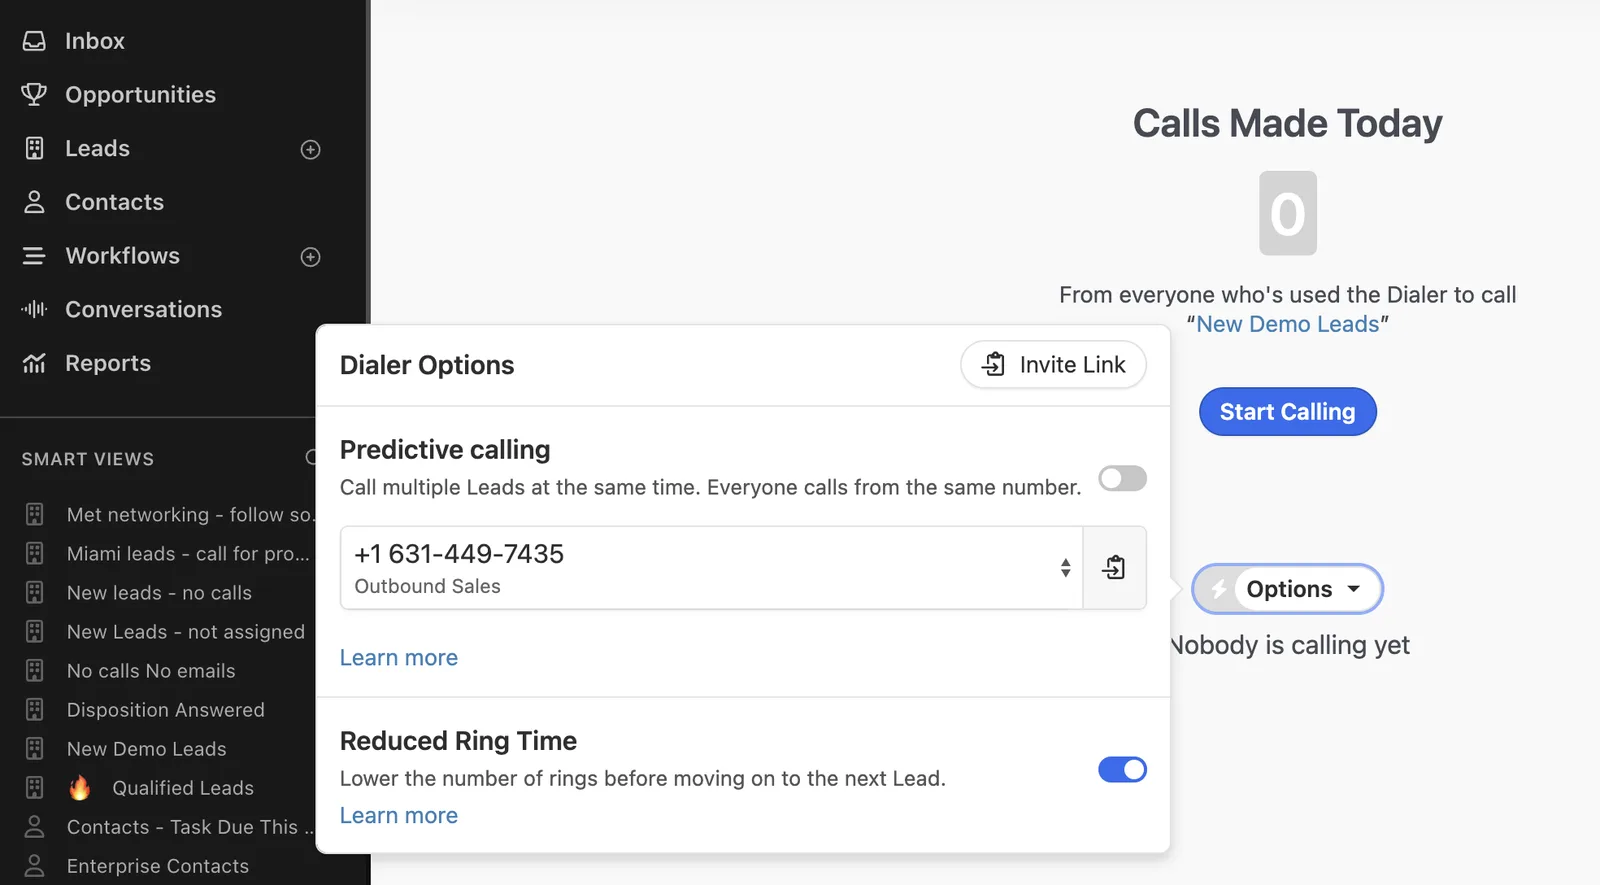 Inbox
Opportunities
Leads
Contacts
Workflows
Conversations
Reports
SMART VIEWS
Met networking - follow so...
Miami leads - call for pro...
New leads - no calls
New Leads - not assigned
No calls No emails
Disposition Answered
New Demo Leads
🔥 Qualified Leads
Contacts - Task Due This ...
Enterprise Contacts
Calls Made Today
0
From everyone who's used the Dialer to call
“New Demo Leads”
Start Calling
Options
Nobody is calling yet
Dialer Options
Invite Link
Predictive calling
Call multiple Leads at the same time. Everyone calls from the same number.
+1 631-449-7435
Outbound Sales
Learn more
Reduced Ring Time
Lower the number of rings before moving on to the next Lead.
Learn more